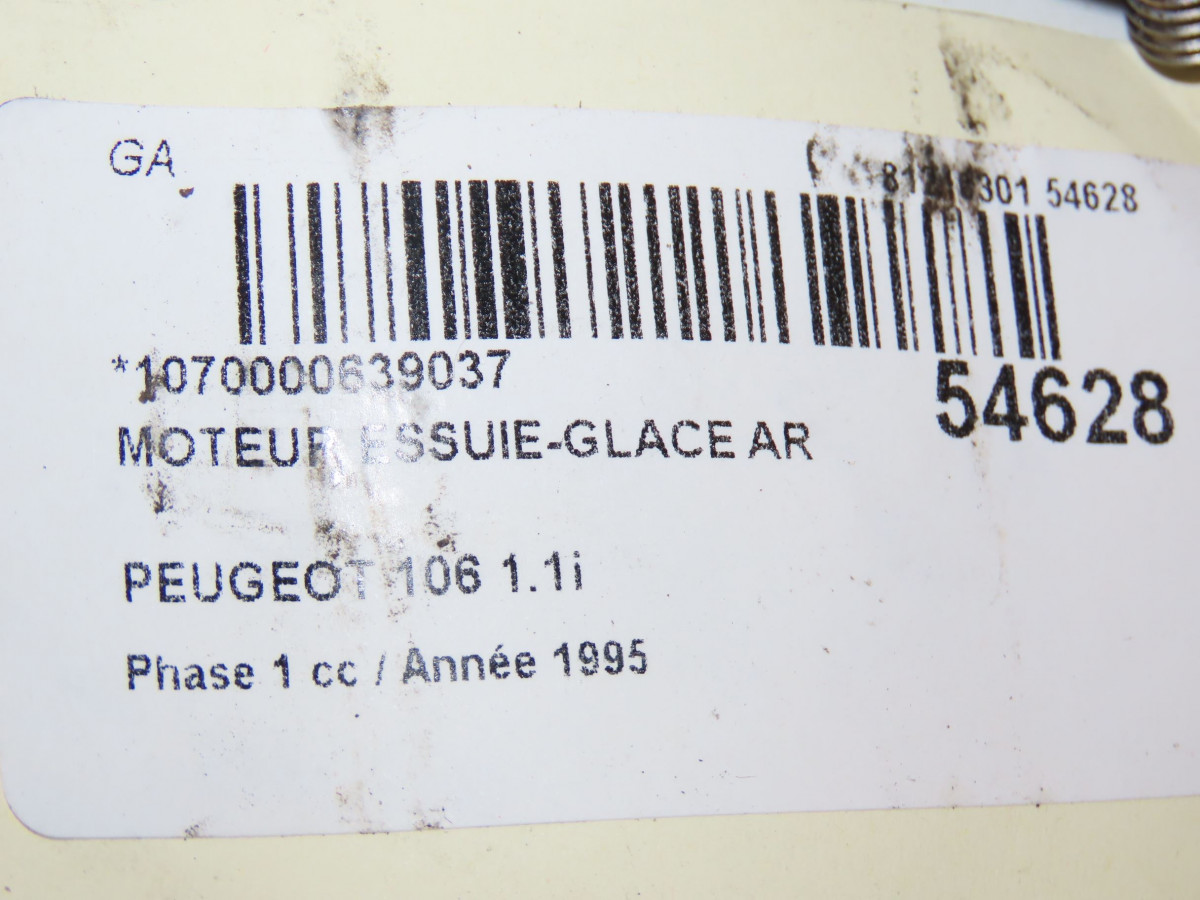 GA
54628
*1070000639037
54628
MOTEUR ESSUIE-GLACE AR
PEUGEOT 106 1.1i
Phase 1 cc / Année 1995